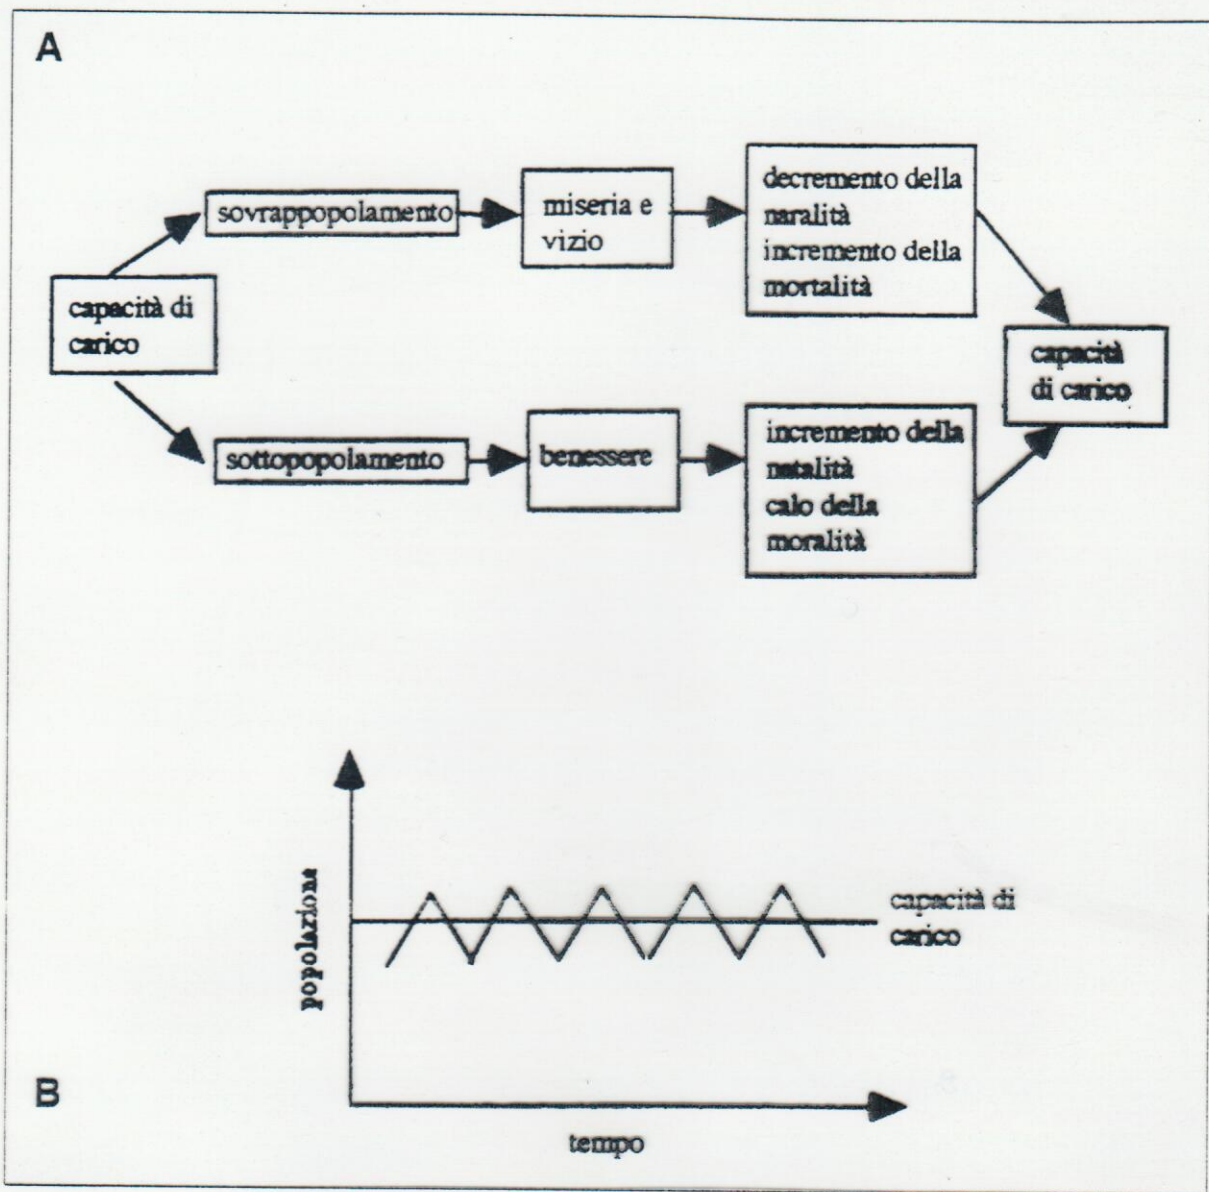 A
sovrappopolamento
miseria e
vizio
decremento della
naralità
incremento della
mortalità
capacità di
carico
capacità
di carico
sottopopolamento
benessere
incremento della
natalità
calo della
moralità
popolazione
capacità di
carico
B
tempo